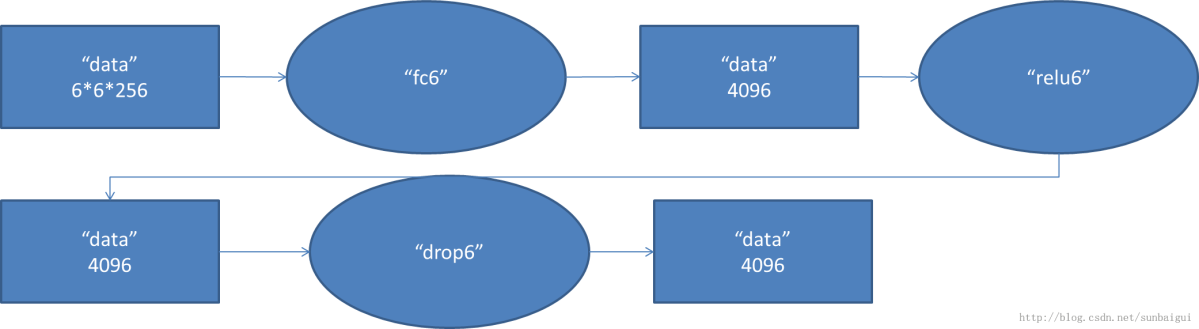 “data”
6*6*256
“fc6”
“data”
4096
“relu6”
“data”
4096
“drop6”
“data”
4096
http://blog.csdn.net/sunbaigui